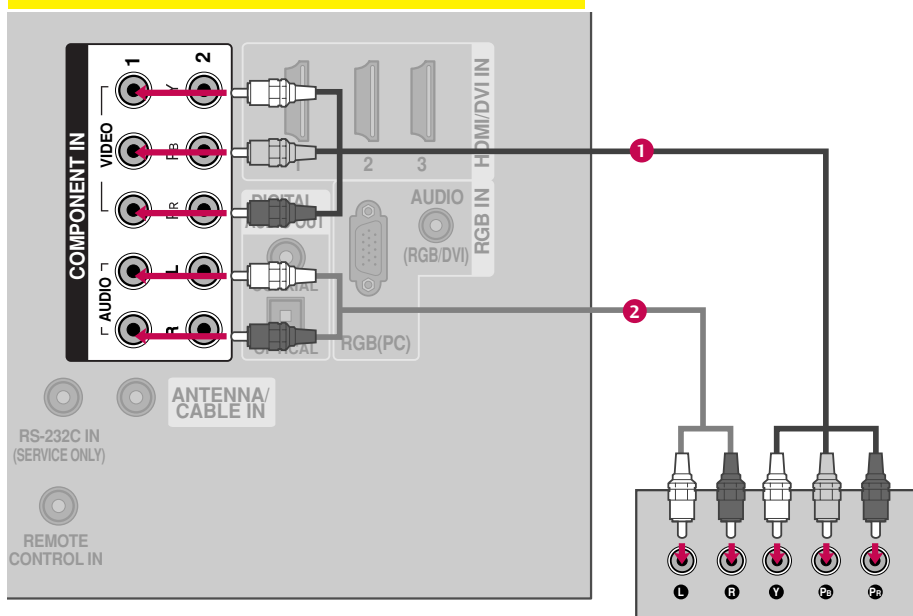 COMPONENT IN
VIDEO
AUDIO
1
2
Y
PB
PR
L
R
HDMI/DVI IN
1
2
3
DIGITAL
AUDIO OUT
COAXIAL
OPTICAL
AUDIO
(RGB/DVI)
RGB IN
RGB(PC)
1
2
ANTENNA/
CABLE IN
RS-232C IN
(SERVICE ONLY)
REMOTE
CONTROL IN
L
R
Y
PB
PR